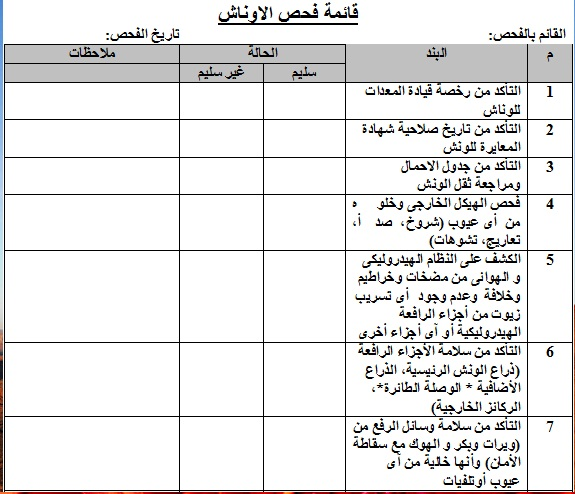 قائمة فحص الاوناش
القائم بالفحص: تاريخ الفحص:
م البند الحالة ملاحظات
سليم غير سليم
1 التأكد من رخصة قيادة المعدات
للوناش
2 التأكد من تاريخ صلاحية شهادة
المعايرة للونش
3 التأكد من جدول الاحمال
ومراجعة ثقل الونش
4 فحص الهيكل الخارجى وخلو ه
من أى عيوب (شروخ، صد أ،
تعاريج، تشوهات)
5 الكشف على النظام الهيدروليكى
و الهوائى من مضخات وخراطيم
وخلافة وعدم وجود أى تسريب
زيوت من أجزاء الرافعة
الهيدروليكية أو آى أجزاء أخرى
6 التأكد من سلامة الأجزاء الرافعة
(ذراع الونش الرئيسية، الذراع
الأضافية * الوصلة الطائرة*،
الركائز الخارجية)
7 التأكد من سلامة وسائل الرفع من
(ويرات وبكر و الهوك مع سقاطة
الأمان) وأنها خالية من أى
عيوب أوتلفيات